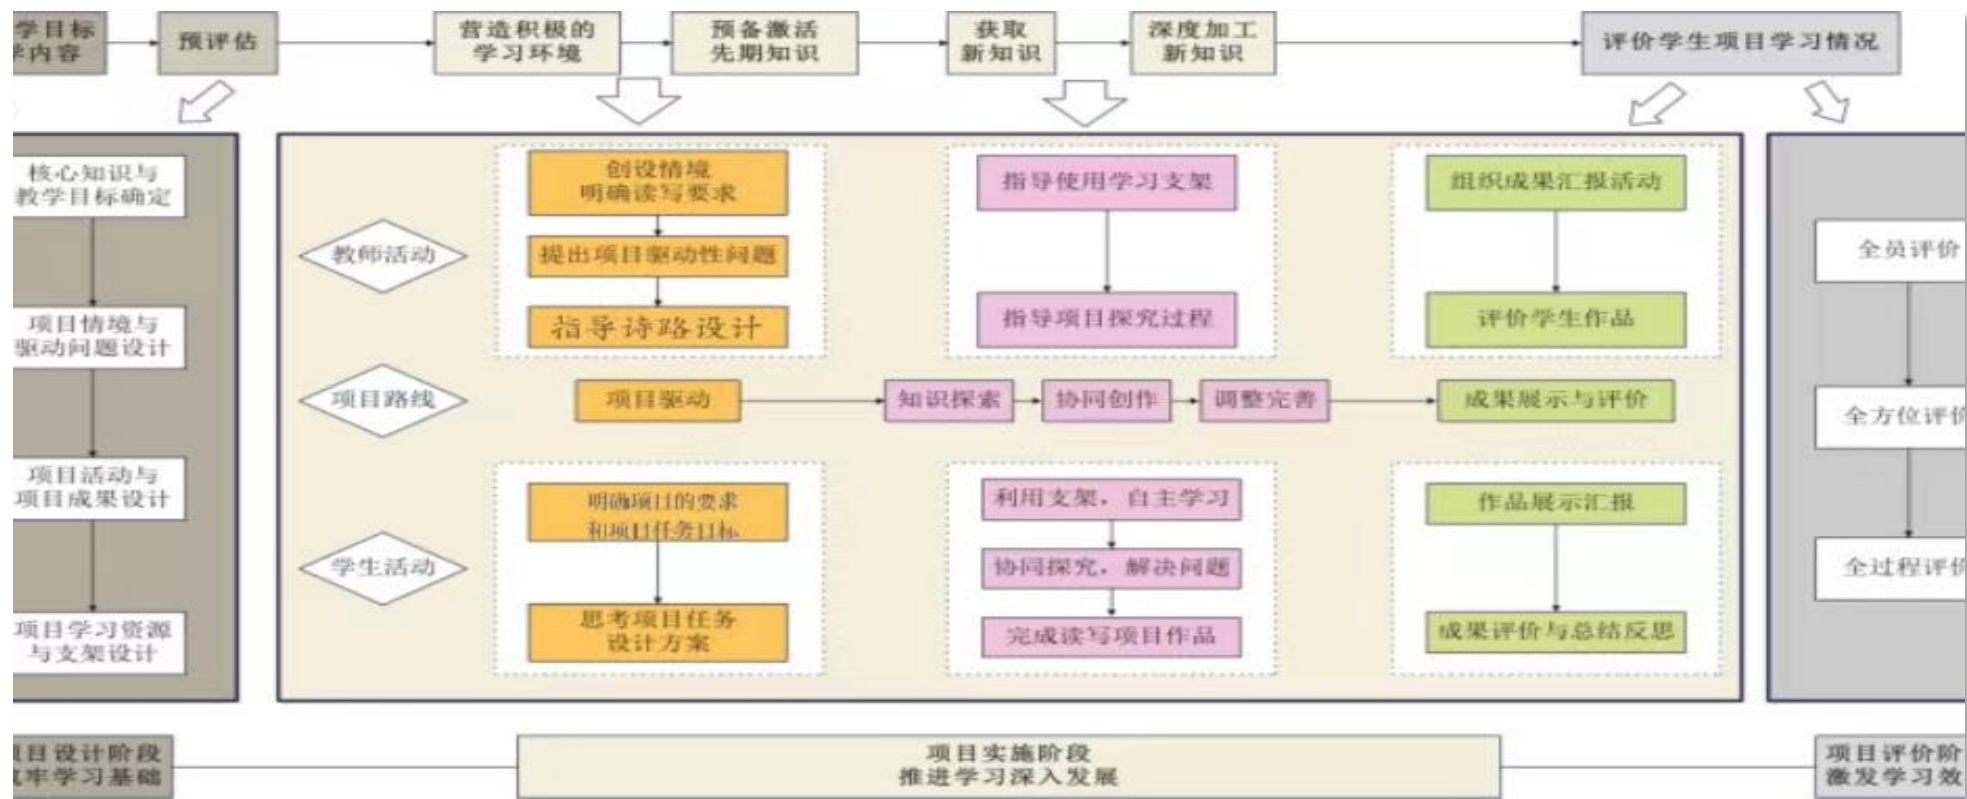 学目标
学内容
预评估
营造积极的
学习环境
预备激活
先期知识
获取
新知识
深度加工
新知识
评价学生项目学习情况
核心知识与
教学目标确定
项目情境与
驱动问题设计
项目活动与
项目成果设计
项目学习资源
与支架设计
教师活动
创设情境
明确读写要求
提出项目驱动性问题
指导诗路设计
指导使用学习支架
指导项目探究过程
组织成果汇报活动
评价学生作品
项目路线
项目驱动
知识探索
协同创作
调整完善
成果展示与评价
学生活动
明确项目的要求
和项目任务目标
思考项目任务
设计方案
利用支架，自主学习
协同探究，解决问题
完成读写项目作品
作品展示汇报
成果评价与总结反思
全员评价
全方位评价
全过程评价
项目设计阶段
牢学习基础
项目实施阶段
推进学习深入发展
项目评价阶
激发学习效